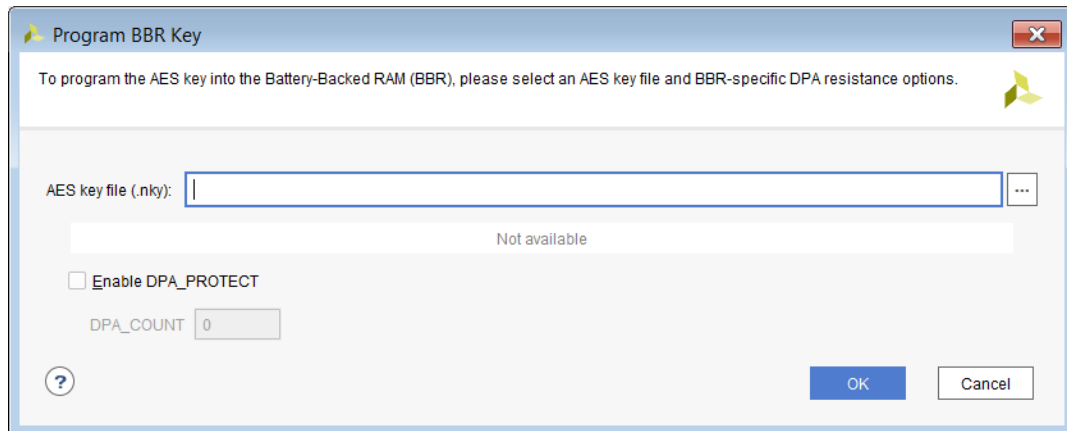 Program BBR Key
To program the AES key into the Battery-Backed RAM (BBR), please select an AES key file and BBR-specific DPA resistance options.
AES key file (.nky):
...
Not available
Enable DPA_PROTECT
DPA_COUNT 0
?
OK Cancel